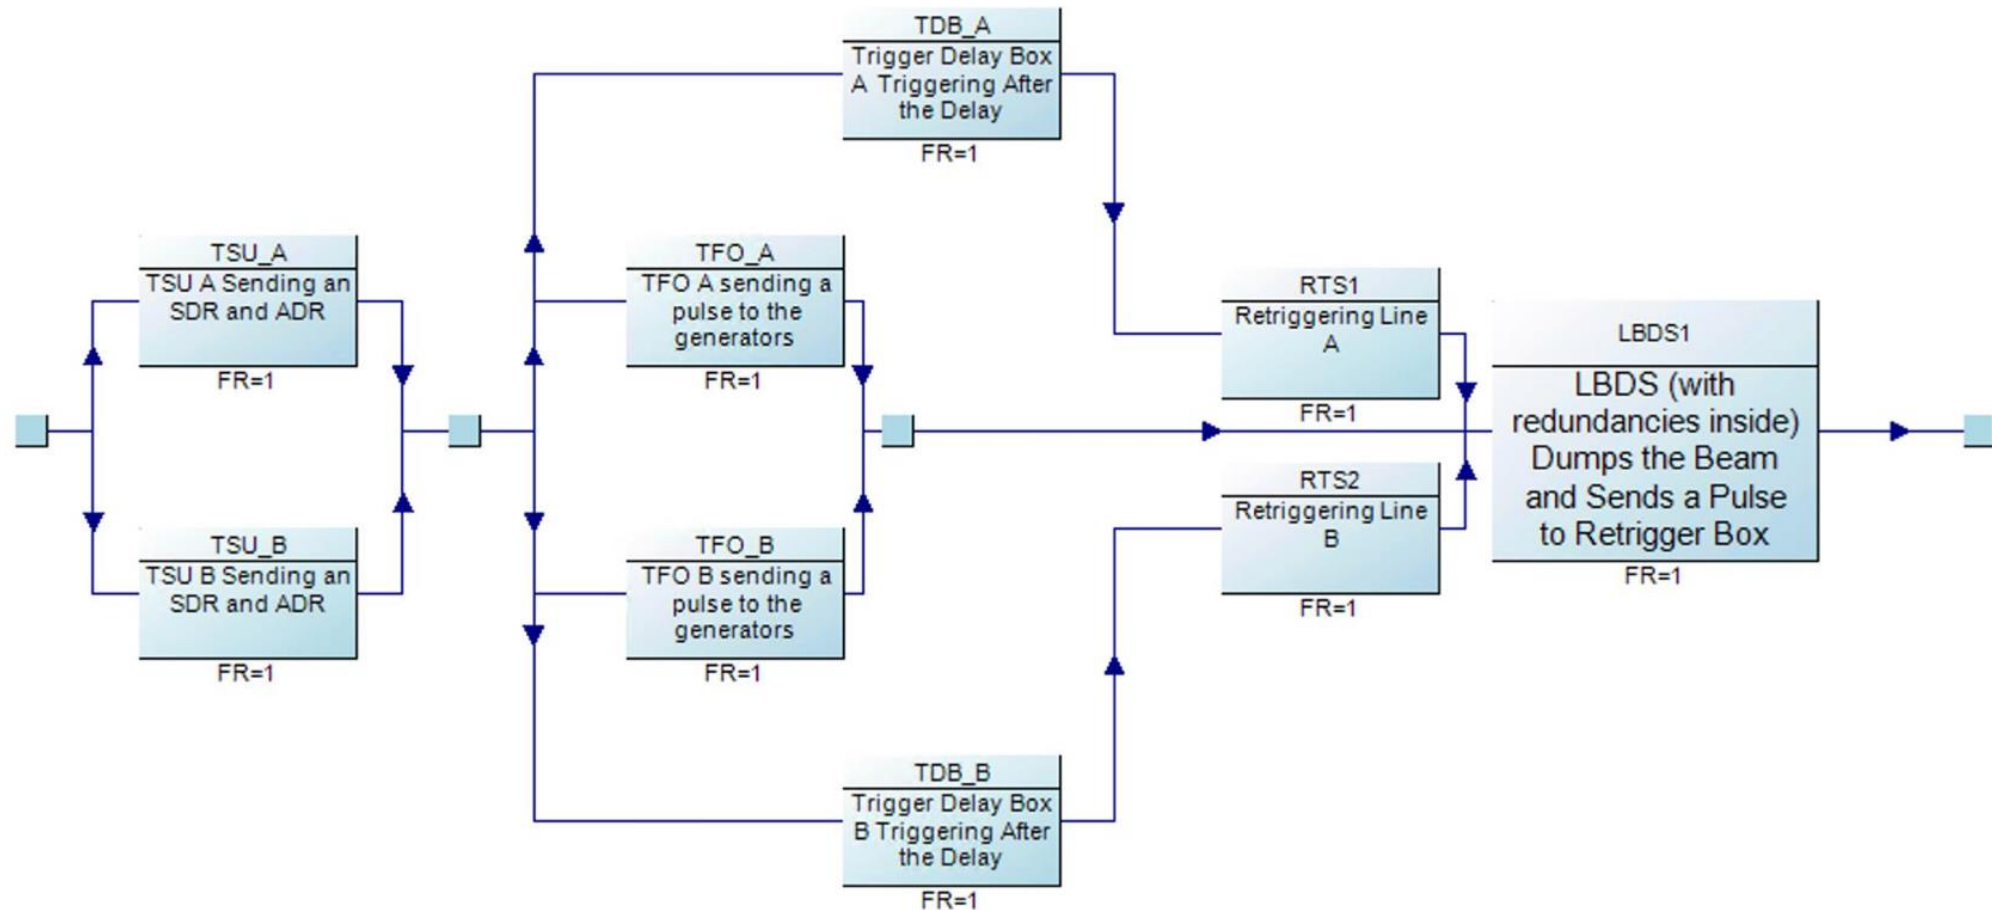 TDB_A
Trigger Delay Box
A Triggering After
the Delay
FR=1
TSU_A
TSU A Sending an
SDR and ADR
FR=1
TFO_A
TFO A sending a
pulse to the
generators
FR=1
RTS1
Retriggering Line
A
FR=1
LBDS1
LBDS (with
redundancies inside)
Dumps the Beam
and Sends a Pulse
to Retrigger Box
FR=1
RTS2
Retriggering Line
B
FR=1
TSU_B
TSU B Sending an
SDR and ADR
FR=1
TFO_B
TFO B sending a
pulse to the
generators
FR=1
TDB_B
Trigger Delay Box
B Triggering After
the Delay
FR=1